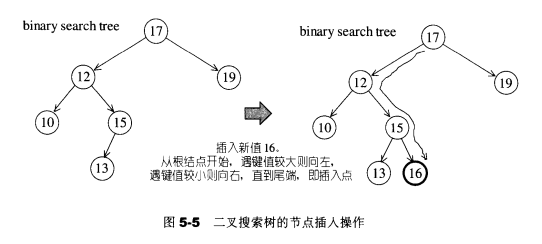 binary search tree
17
12
19
10
15
13
binary search tree
17
12
19
10
15
13
16
插入新值 16。
从根结点开始，遇键值较大则向左，
遇键值较小则向右，直到尾端，即插入点
图 5-5 二叉搜索树的节点插入操作